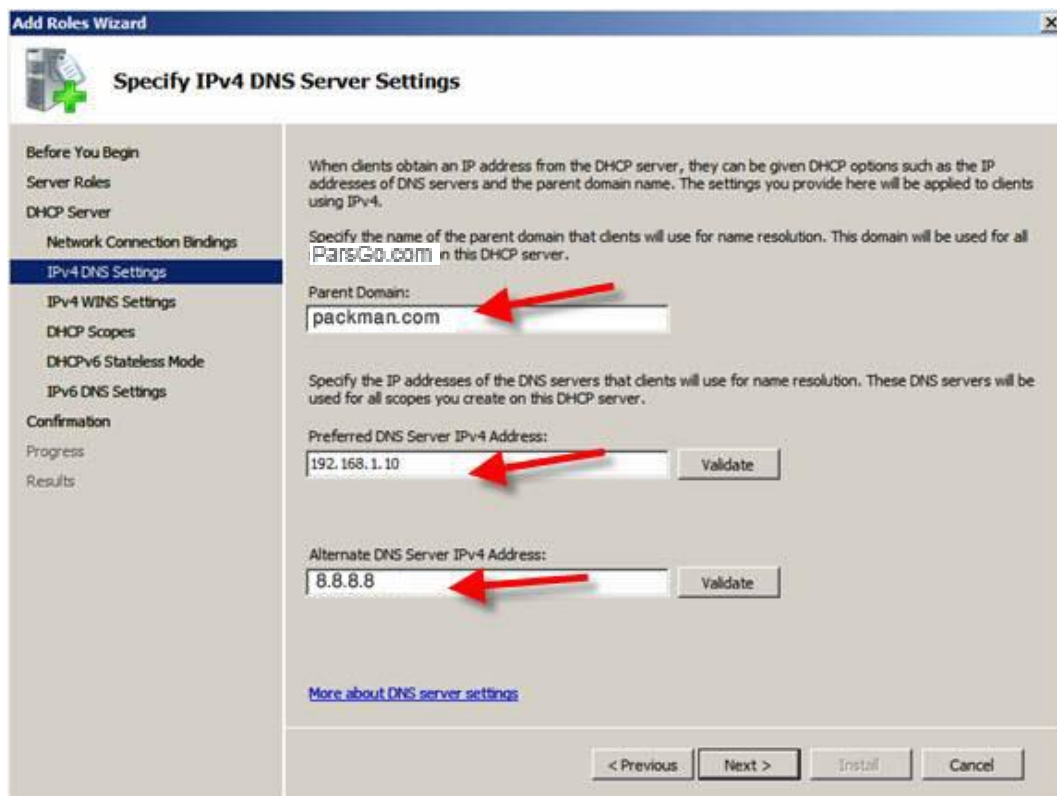 Add Roles Wizard
Specify IPv4 DNS Server Settings
Before You Begin
Server Roles
DHCP Server
Network Connection Bindings
IPv4 DNS Settings
IPv4 WINS Settings
DHCP Scopes
DHCPv6 Stateless Mode
IPv6 DNS Settings
Confirmation
Progress
Results
When clients obtain an IP address from the DHCP server, they can be given DHCP options such as the IP
addresses of DNS servers and the parent domain name. The settings you provide here will be applied to clients
using IPv4.
Specify the name of the parent domain that clients will use for name resolution. This domain will be used for all
ParsGo.com n this DHCP server.
Parent Domain:
packman.com
Specify the IP addresses of the DNS servers that clients will use for name resolution. These DNS servers will be
used for all scopes you create on this DHCP server.
Preferred DNS Server IPv4 Address:
192.168.1.10 Validate
Alternate DNS Server IPv4 Address:
8.8.8.8 Validate
More about DNS server settings
< Previous Next > Install Cancel